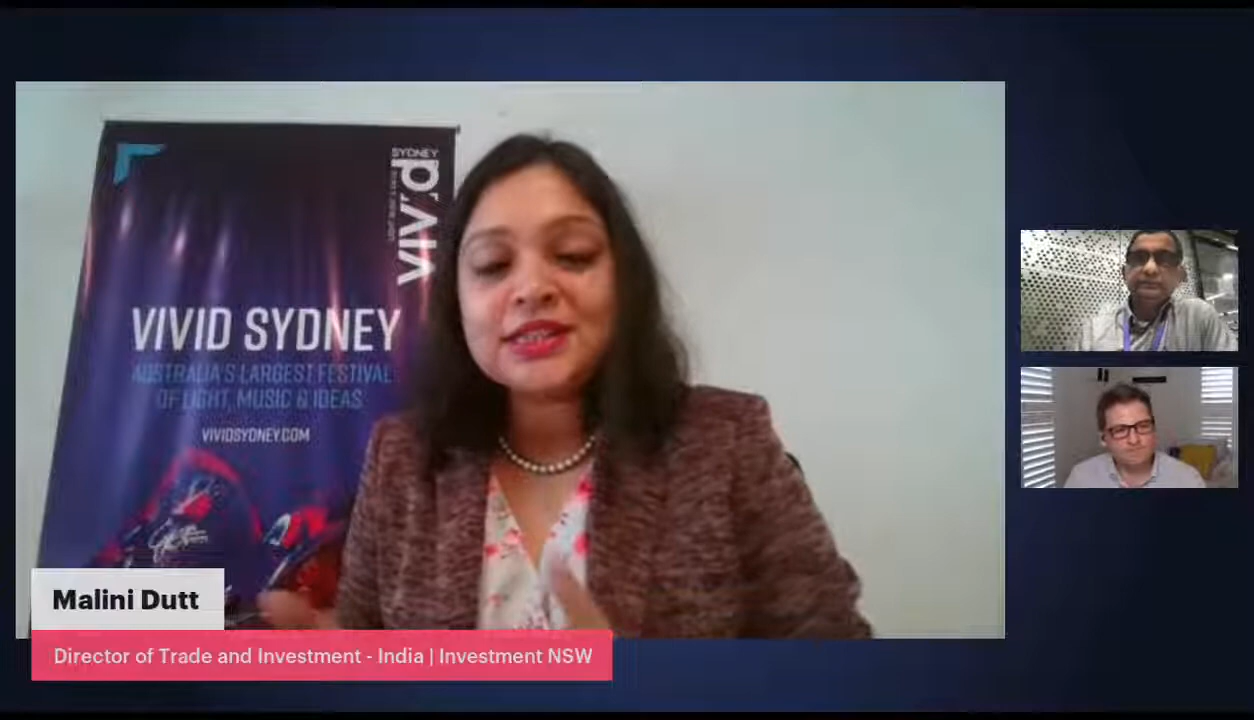 SYDNEY
VIVID
VIVID SYDNEY
AUSTRALIA'S LARGEST FESTIVAL
OF LIGHT, MUSIC & IDEAS
VIVIDSYDNEY.COM
Malini Dutt
Director of Trade and Investment - India | Investment NSW